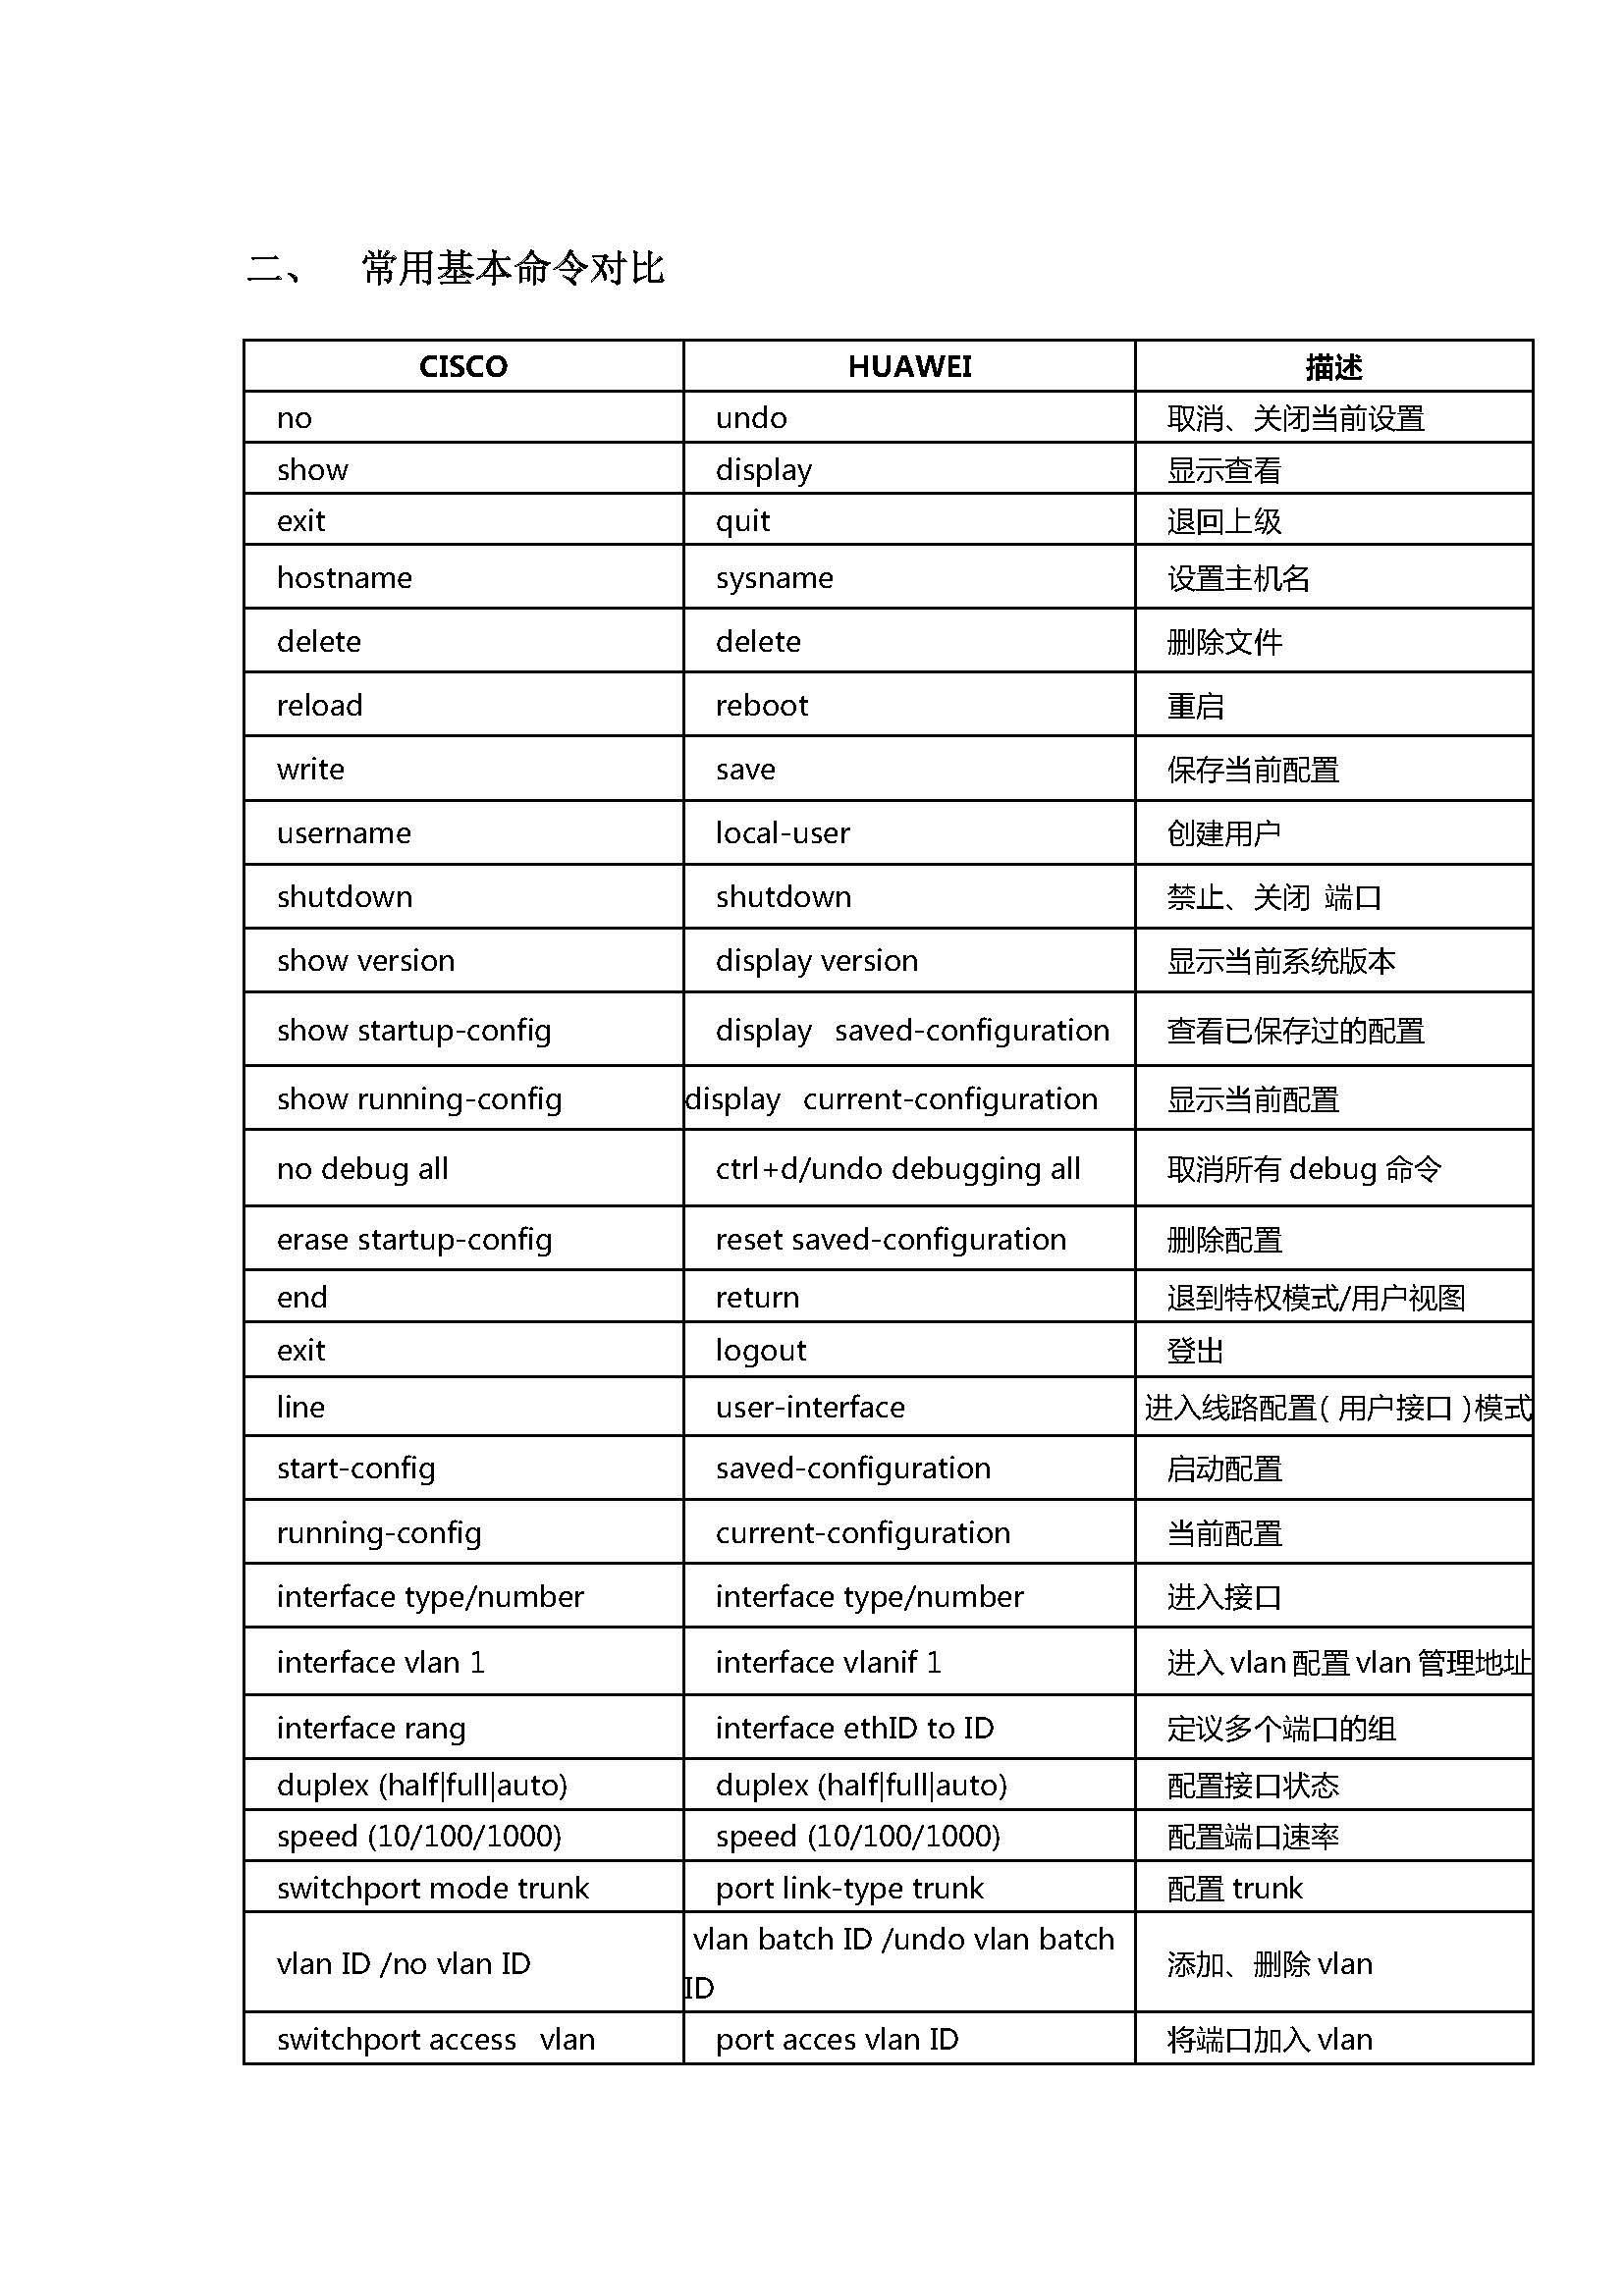 二、 常用基本命令对比
CISCO HUAWEI 描述
no undo 取消、关闭当前设置
show display 显示查看
exit quit 退回上级
hostname sysname 设置主机名
delete delete 删除文件
reload reboot 重启
write save 保存当前配置
username local-user 创建用户
shutdown shutdown 禁止、关闭 端口
show version display version 显示当前系统版本
show startup-config display saved-configuration 查看已保存过的配置
show running-config display current-configuration 显示当前配置
no debug all ctrl+d/undo debugging all 取消所有 debug 命令
erase startup-config reset saved-configuration 删除配置
end return 退到特权模式/用户视图
exit logout 登出
line user-interface 进入线路配置(用户接口)模式
start-config saved-configuration 启动配置
running-config current-configuration 当前配置
interface type/number interface type/number 进入接口
interface vlan 1 interface vlanif 1 进入 vlan 配置 vlan 管理地址
interface rang interface ethID to ID 定议多个端口的组
duplex (half|full|auto) duplex (half|full|auto) 配置接口状态
speed (10/100/1000) speed (10/100/1000) 配置端口速率
switchport mode trunk port link-type trunk 配置 trunk
vlan ID /no vlan ID vlan batch ID /undo vlan batch 添加、删除 vlan
ID
switchport access vlan port acces vlan ID 将端口加入 vlan